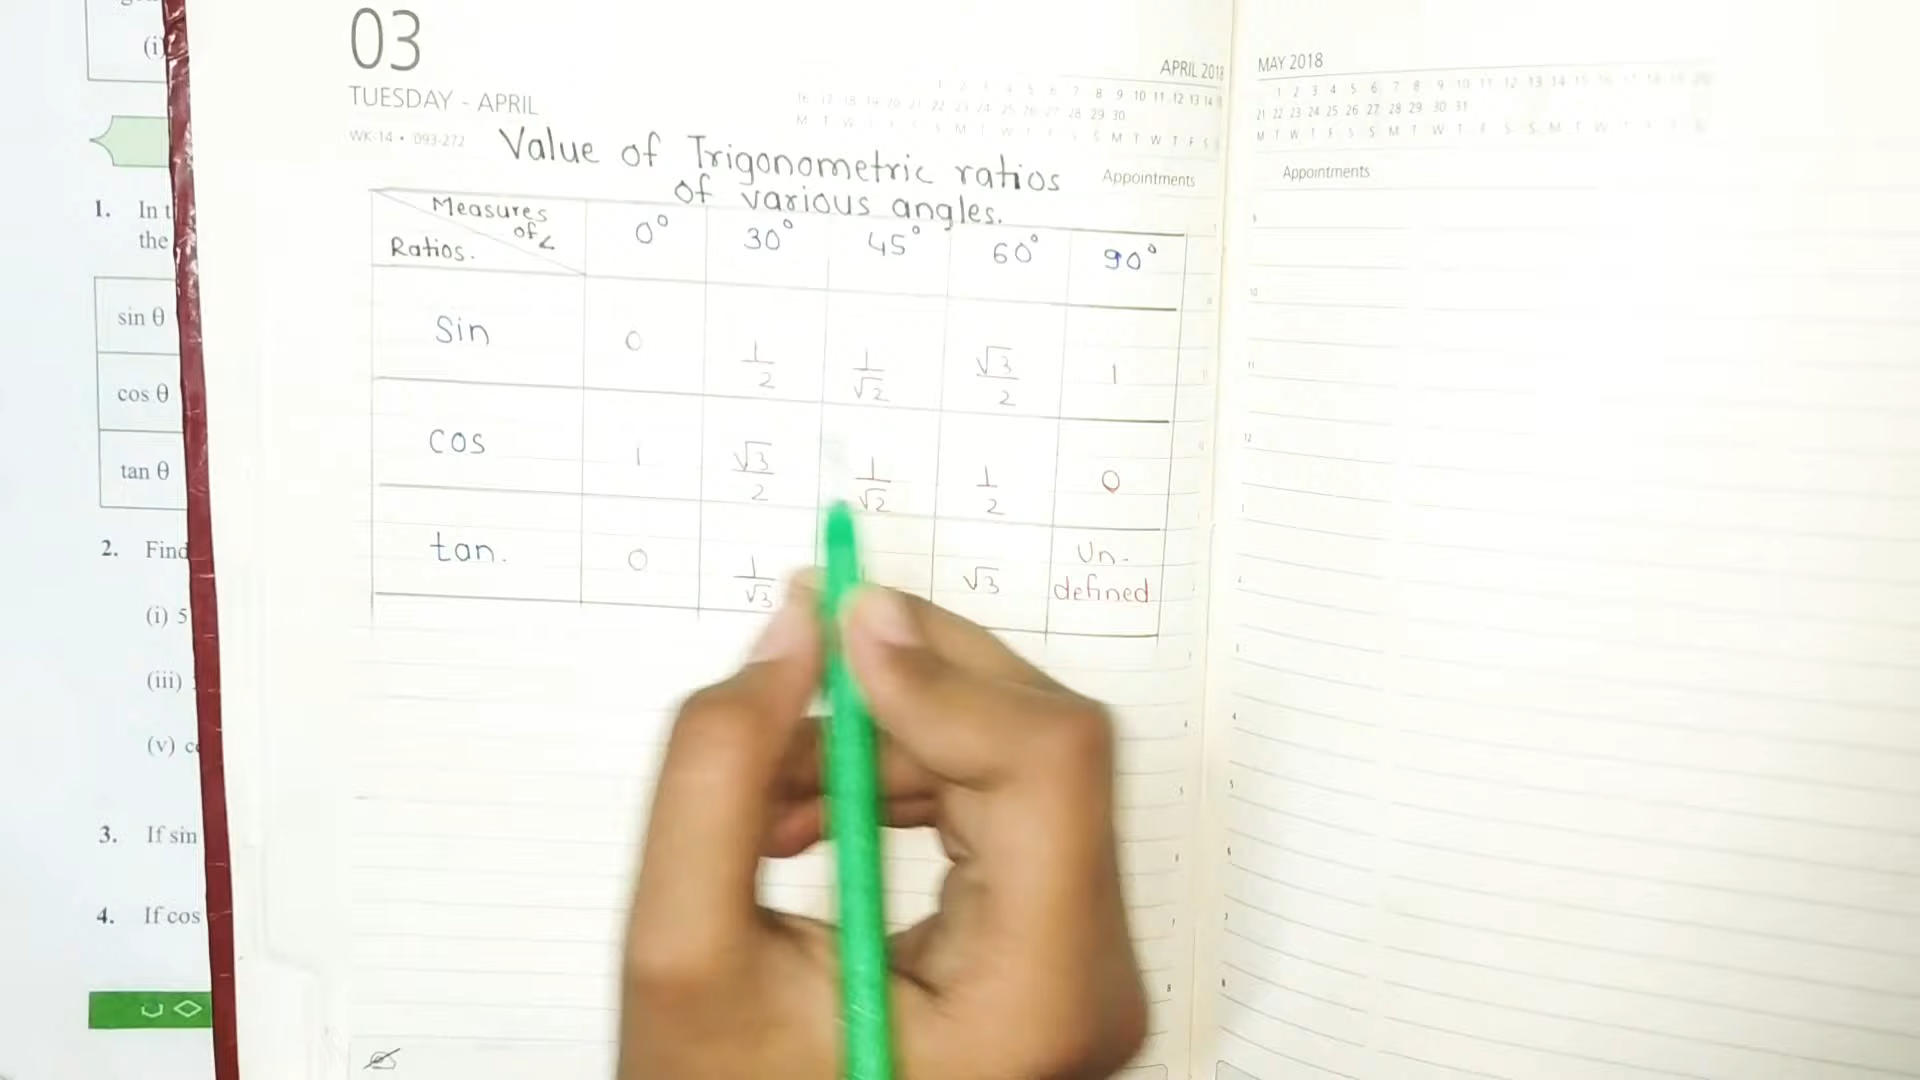 (i)
03
TUESDAY - APRIL
WK-14 • 093-272
APRIL 2018
MAY 2018
Appointments
Appointments
Value of Trigonometric ratios
of various angles.
Measures of ∠
Ratios.
0° 30° 45° 60° 90°
Sin 0 1/2 1/√2 √3/2 1
cos 1 √3/2 1/√2 1/2 0
tan. 0 1/√3 √3 Un-defined
1. In t
the
sin θ
cos θ
tan θ
2. Find
(i) 5
(iii)
(v) c
3. If sin
4. If cos